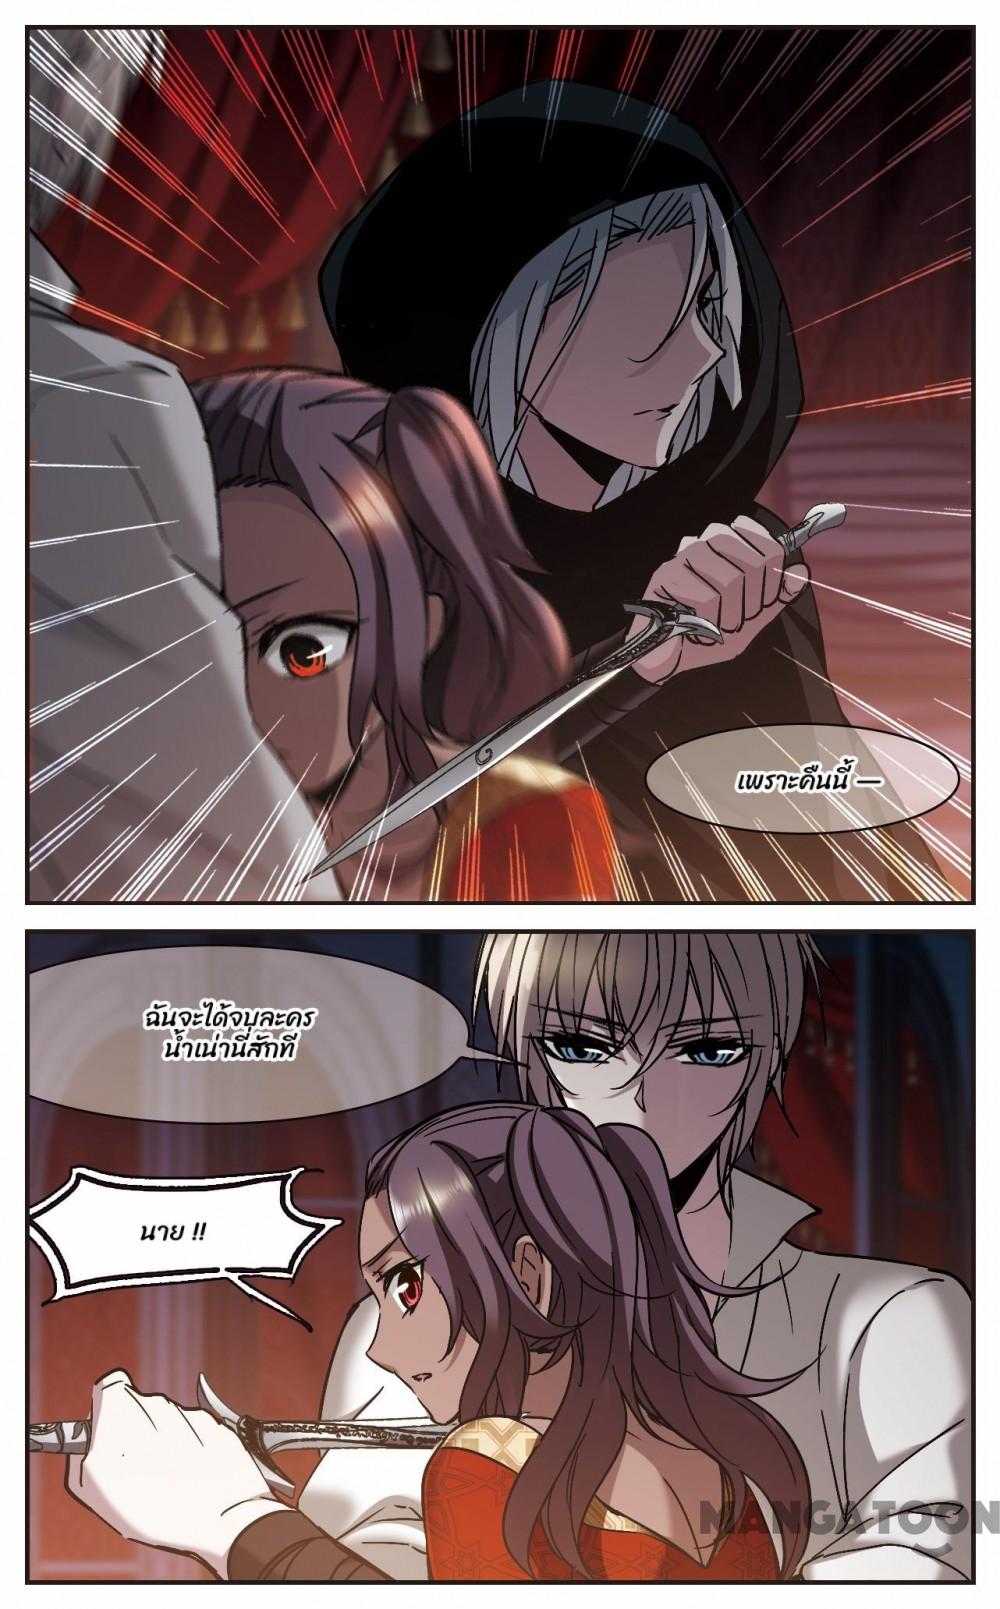 เพราะคืนนี้ —
ฉันจะได้จบละคร
น้ำเน่านี่สักที
นาย !!
MANGATOON